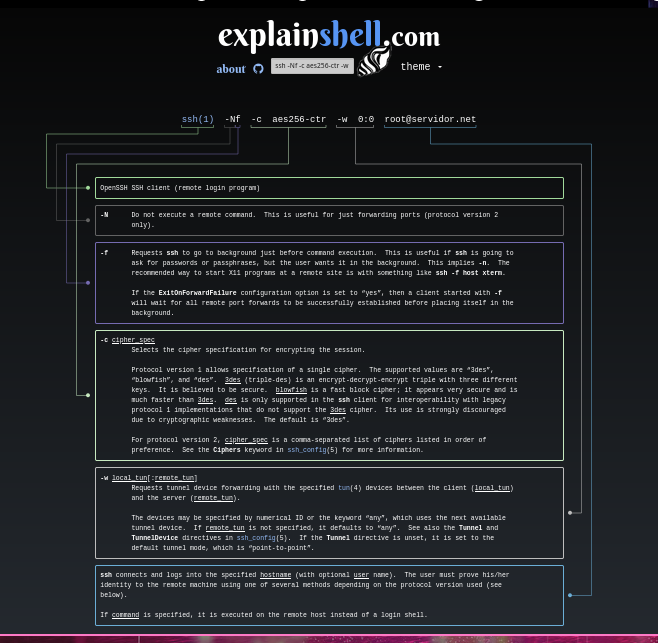 explainshell.com
about
ssh -Nf -c aes256-ctr -w
theme
ssh(1) -Nf -c aes256-ctr -w 0:0 root@servidor.net
OpenSSH SSH client (remote login program)
-N Do not execute a remote command. This is useful for just forwarding ports (protocol version 2
only).
-f Requests ssh to go to background just before command execution. This is useful if ssh is going to
ask for passwords or passphrases, but the user wants it in the background. This implies -n. The
recommended way to start X11 programs at a remote site is with something like ssh -f host xterm.
If the ExitOnForwardFailure configuration option is set to “yes”, then a client started with -f
will wait for all remote port forwards to be successfully established before placing itself in the
background.
-c cipher_spec
Selects the cipher specification for encrypting the session.
Protocol version 1 allows specification of a single cipher. The supported values are “3des”,
“blowfish”, and “des”. 3des (triple-des) is an encrypt-decrypt-encrypt triple with three different
keys. It is believed to be secure. blowfish is a fast block cipher; it appears very secure and is
much faster than 3des. des is only supported in the ssh client for interoperability with legacy
protocol 1 implementations that do not support the 3des cipher. Its use is strongly discouraged
due to cryptographic weaknesses. The default is “3des”.
For protocol version 2, cipher_spec is a comma-separated list of ciphers listed in order of
preference. See the Ciphers keyword in ssh_config(5) for more information.
-w local_tun[:remote_tun]
Requests tunnel device forwarding with the specified tun(4) devices between the client (local_tun)
and the server (remote_tun).
The devices may be specified by numerical ID or the keyword “any”, which uses the next available
tunnel device. If remote_tun is not specified, it defaults to “any”. See also the Tunnel and
TunnelDevice directives in ssh_config(5). If the Tunnel directive is unset, it is set to the
default tunnel mode, which is “point-to-point”.
ssh connects and logs into the specified hostname (with optional user name). The user must prove his/her
identity to the remote machine using one of several methods depending on the protocol version used (see
below).
If command is specified, it is executed on the remote host instead of a login shell.